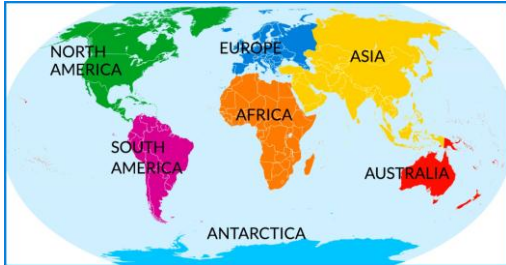 NORTH
AMERICA
EUROPE
ASIA
AFRICA
SOUTH
AMERICA
AUSTRALIA
ANTARCTICA